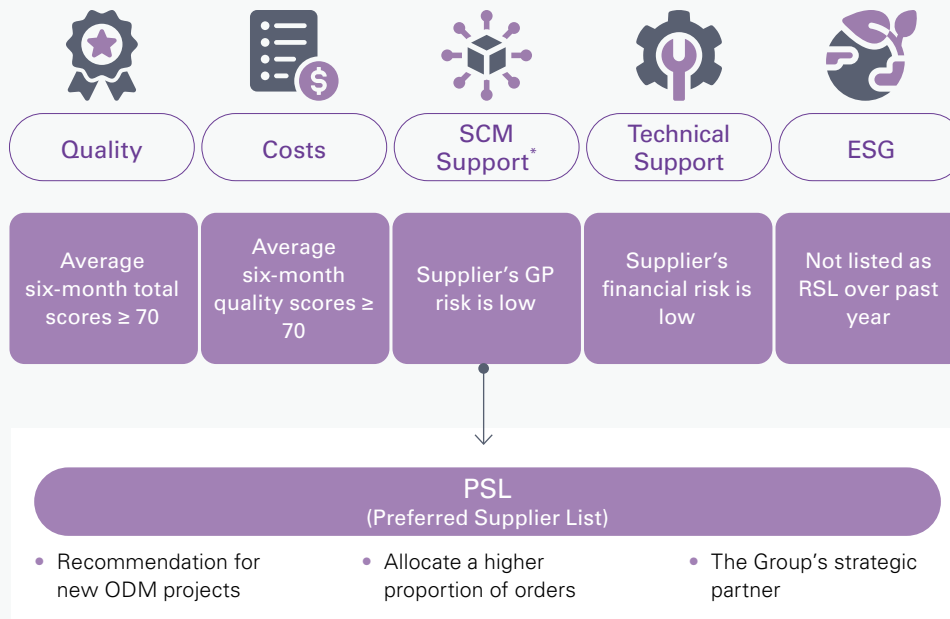 $
Quality
Costs
SCM
Support*
Technical
Support
ESG
Average
six-month total
scores ≥ 70
Average
six-month
quality scores ≥
70
Supplier's GP
risk is low
Supplier's
financial risk is
low
Not listed as
RSL over past
year
PSL
(Preferred Supplier List)
• Recommendation for
new ODM projects
• Allocate a higher
proportion of orders
• The Group's strategic
partner